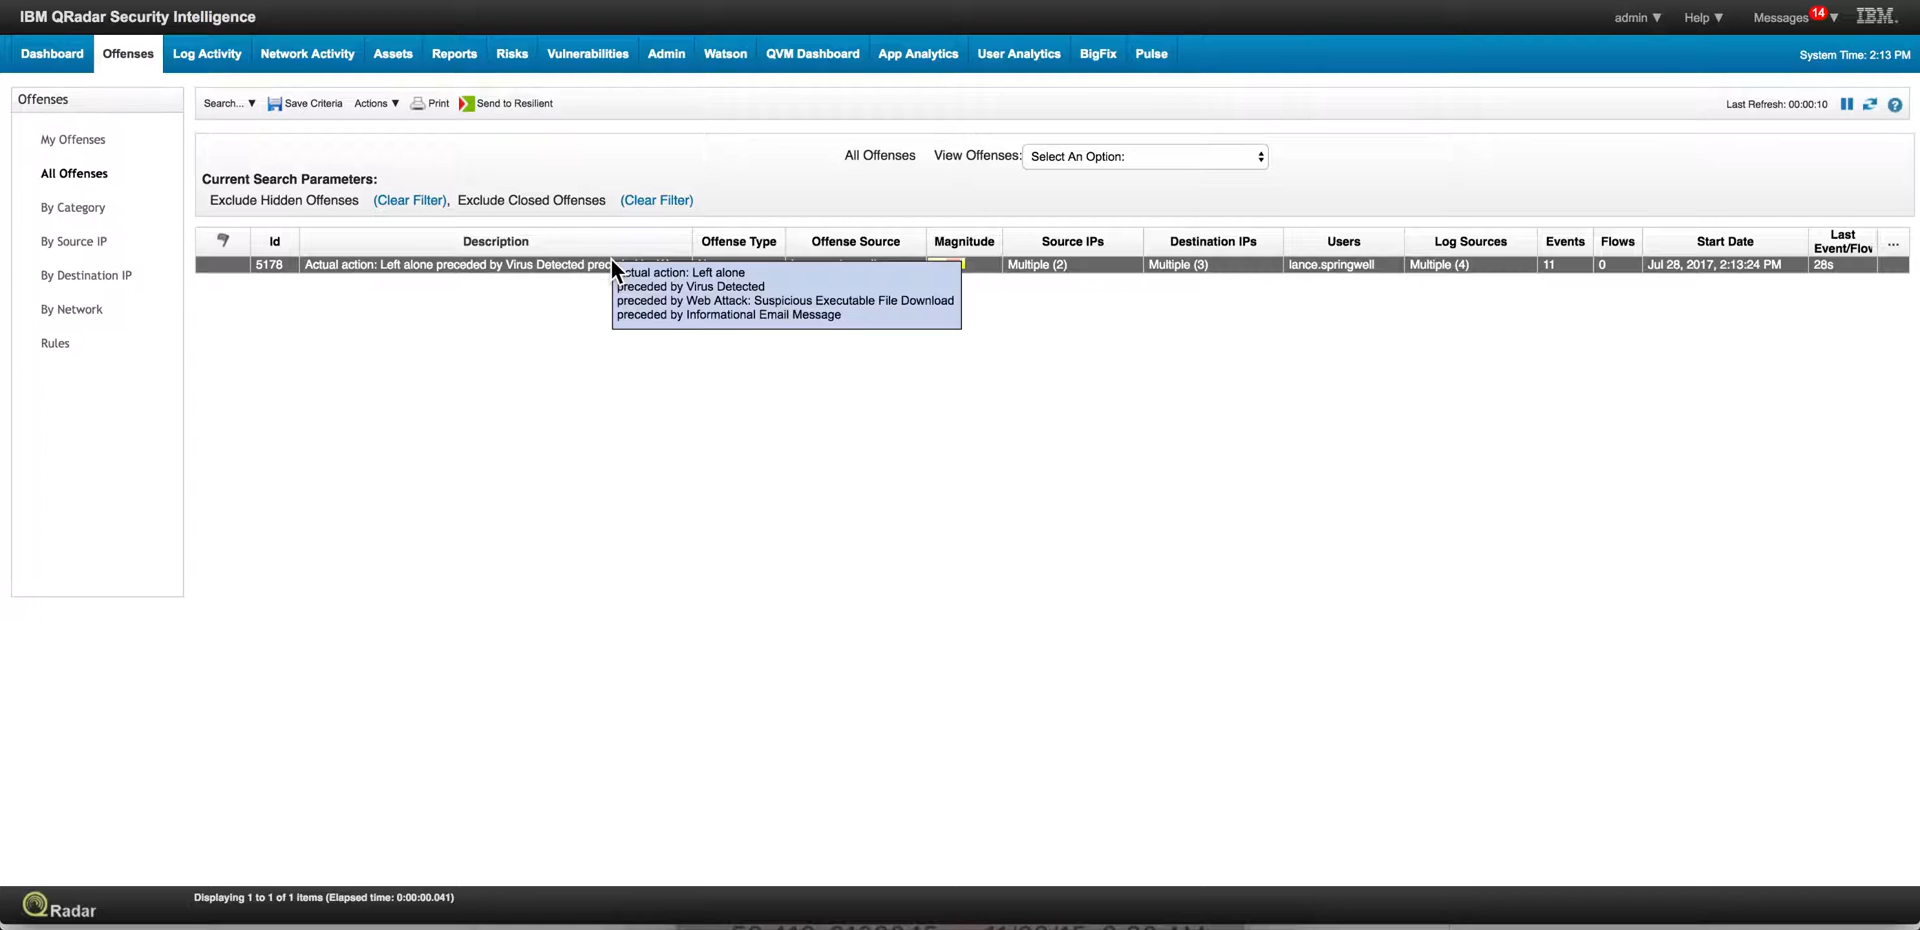 IBM QRadar Security Intelligence
admin ▼ Help ▼ Messages 14 ▼ IBM.
Dashboard Offenses Log Activity Network Activity Assets Reports Risks Vulnerabilities Admin Watson QVM Dashboard App Analytics User Analytics BigFix Pulse System Time: 2:13 PM
Offenses
My Offenses
All Offenses
By Category
By Source IP
By Destination IP
By Network
Rules
Search... ▼ Save Criteria Actions ▼ Print Send to Resilient Last Refresh: 00:00:10
All Offenses View Offenses: Select An Option:
Current Search Parameters:
Exclude Hidden Offenses (Clear Filter), Exclude Closed Offenses (Clear Filter)
Id Description Offense Type Offense Source Magnitude Source IPs Destination IPs Users Log Sources Events Flows Start Date Last Event/Flow ...
5178 Actual action: Left alone preceded by Virus Detected Multiple (2) Multiple (3) lance.springwell Multiple (4) 11 0 Jul 28, 2017, 2:13:24 PM 28s
Actual action: Left alone
preceded by Virus Detected
preceded by Web Attack: Suspicious Executable File Download
preceded by Informational Email Message
QRadar
Displaying 1 to 1 of 1 items (Elapsed time: 0:00:00.041)